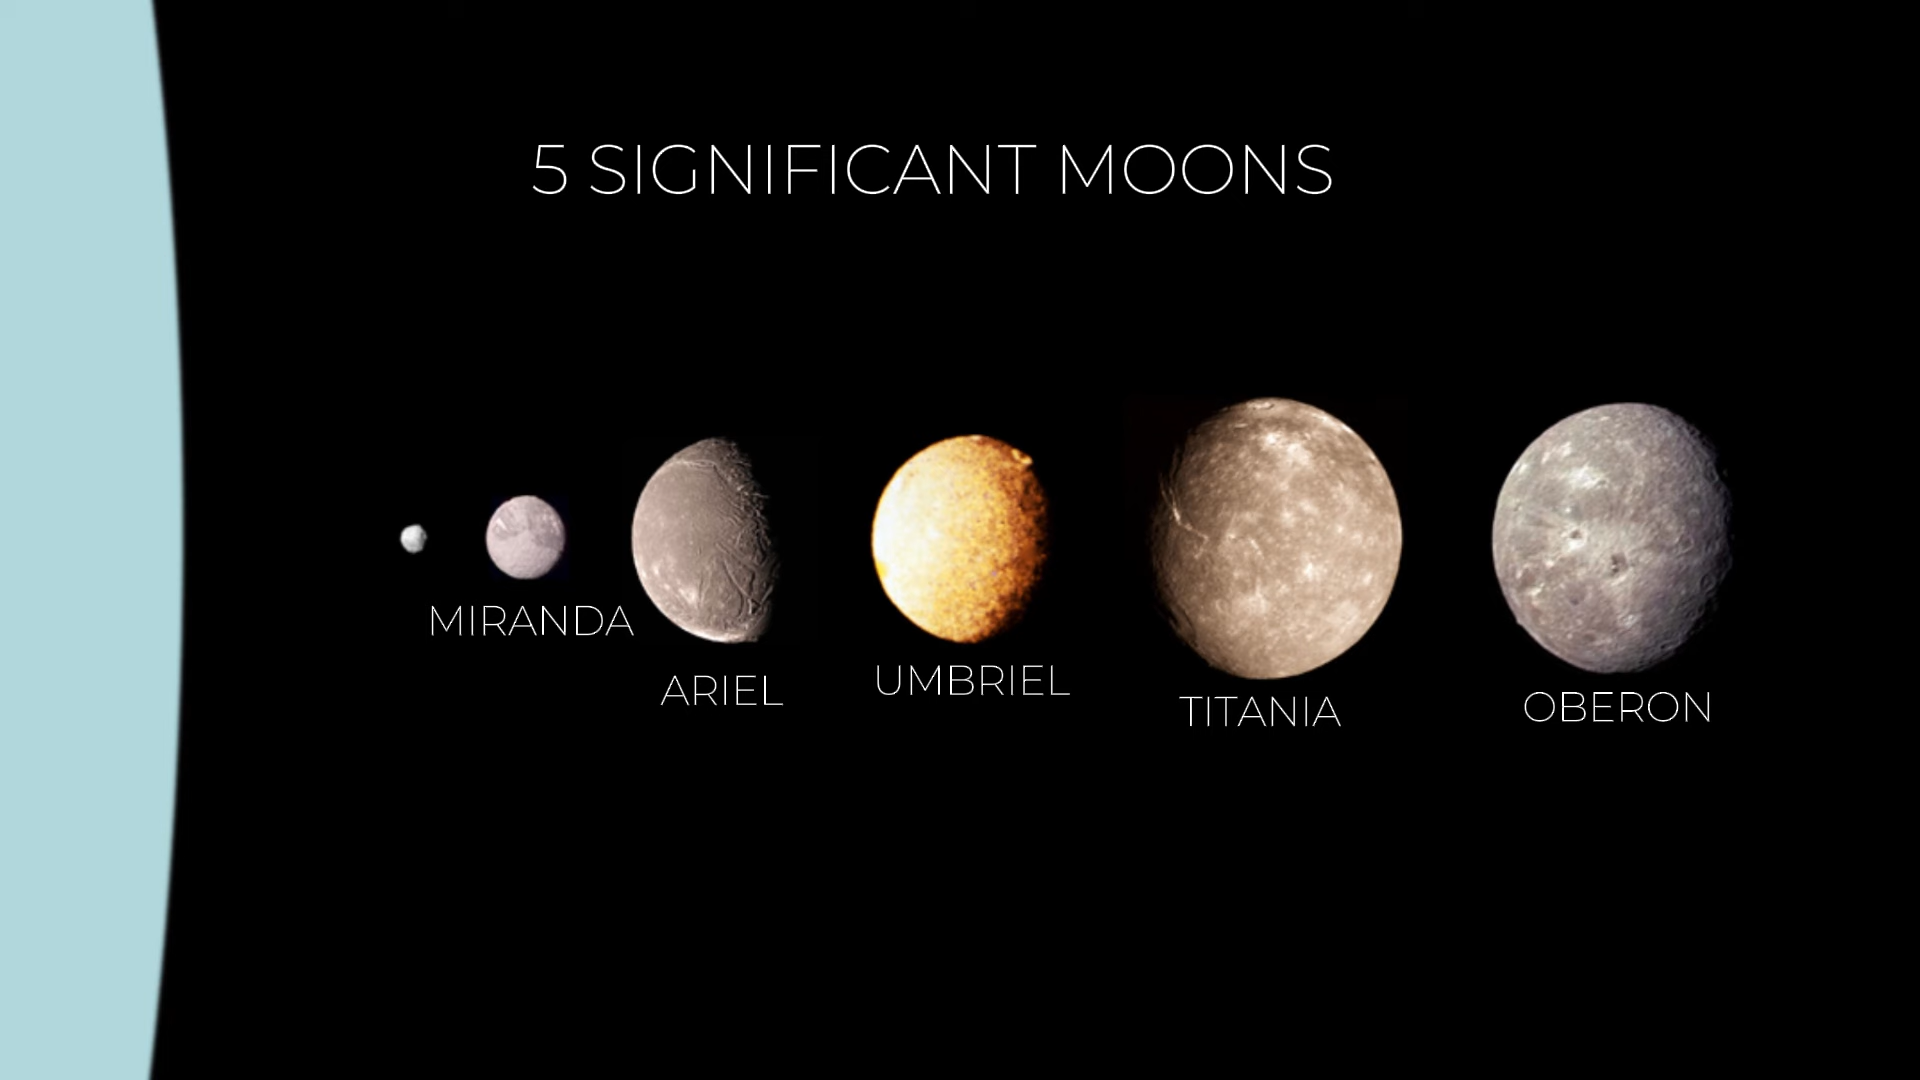 5 SIGNIFICANT MOONS
MIRANDA
ARIEL
UMBRIEL
TITANIA
OBERON